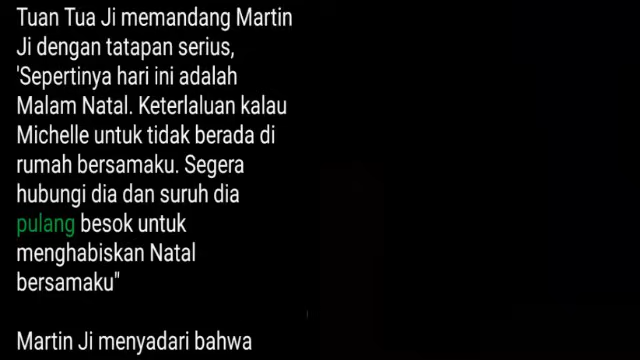 Tuan Tua Ji memandang Martin
Ji dengan tatapan serius,
'Sepertinya hari ini adalah
Malam Natal. Keterlaluan kalau
Michelle untuk tidak berada di
rumah bersamaku. Segera
hubungi dia dan suruh dia
pulang besok untuk
menghabiskan Natal
bersamaku"
Martin Ji menyadari bahwa